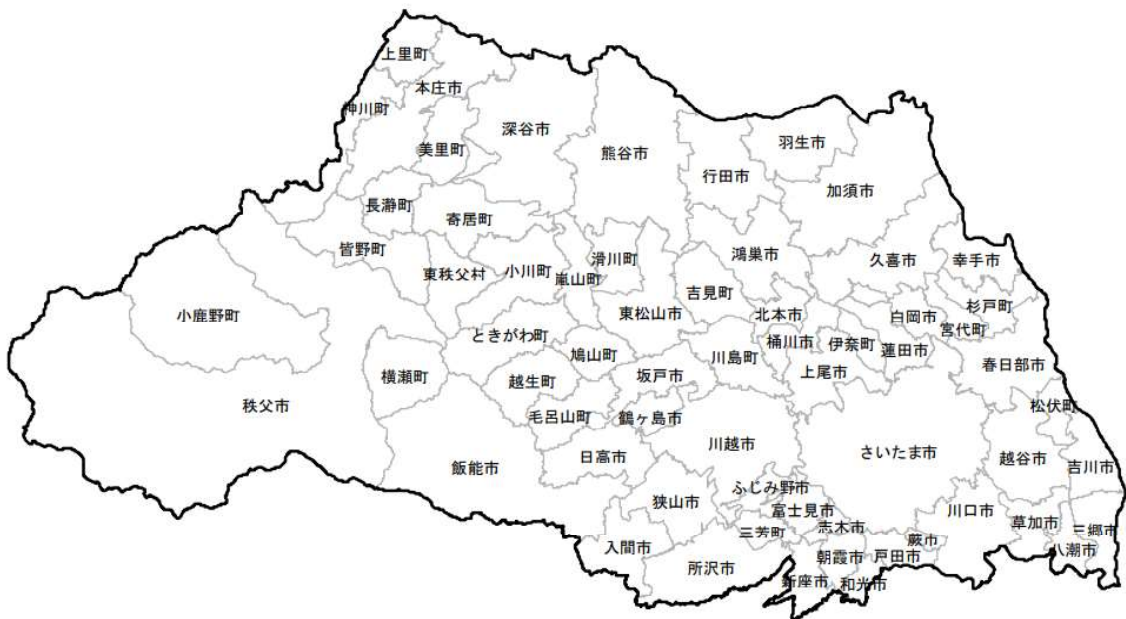 上里町
本庄市
神川町
美里町
深谷市
熊谷市
羽生市
行田市
加須市
長瀞町
寄居町
皆野町
東秩父村
小川町
嵐山町
滑川町
鴻巣市
久喜市
幸手市
吉見町
小鹿野町
東松山市
北本市
白岡市
杉戸町
宮代町
ときがわ町
鳩山町
川島町
桶川市
伊奈町
蓮田市
春日部市
横瀬町
越生町
坂戸市
上尾市
秩父市
毛呂山町
鶴ヶ島市
松伏町
飯能市
日高市
川越市
さいたま市
越谷市
吉川市
狭山市
ふじみ野市
富士見市
川口市
草加市
三郷市
三芳町
志木市
蕨市
入間市
所沢市
朝霞市
戸田市
八潮市
新座市
和光市